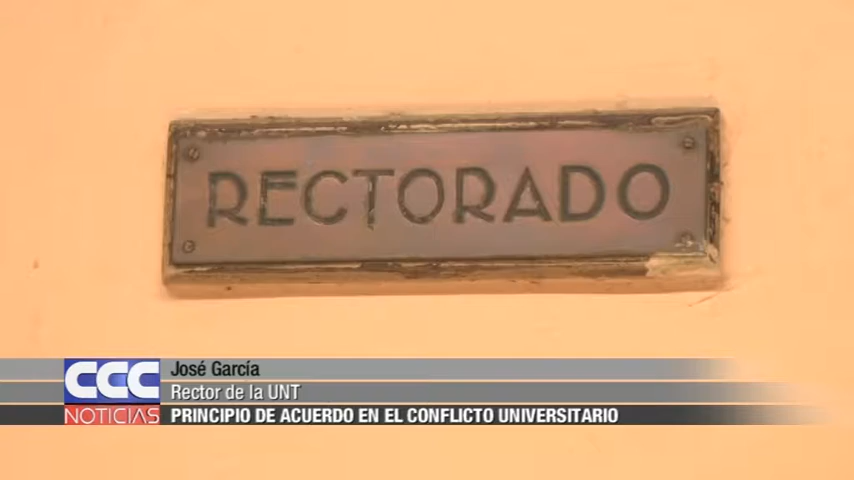 RECTORADO
CCC
NOTICIAS
José García
Rector de la UNT
PRINCIPIO DE ACUERDO EN EL CONFLICTO UNIVERSITARIO